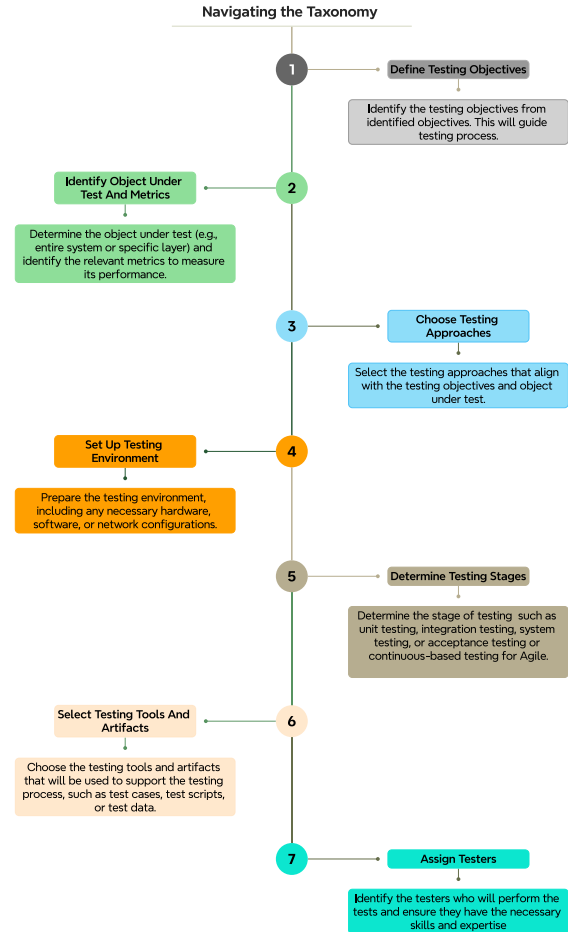 Navigating the Taxonomy
1
Define Testing Objectives
Identify the testing objectives from
identified objectives. This will guide
testing process.
Identify Object Under
Test And Metrics
2
Determine the object under test (e.g.,
entire system or specific layer) and
identify the relevant metrics to measure
its performance.
3
Choose Testing
Approaches
Select the testing approaches that align
with the testing objectives and object
under test.
Set Up Testing
Environment
4
Prepare the testing environment,
including any necessary hardware,
software, or network configurations.
5
Determine Testing Stages
Determine the stage of testing such as
unit testing, integration testing, system
testing, or acceptance testing or
continuous-based testing for Agile.
Select Testing Tools And
Artifacts
6
Choose the testing tools and artifacts
that will be used to support the testing
process, such as test cases, test scripts,
or test data.
7
Assign Testers
Identify the testers who will perform the
tests and ensure they have the necessary
skills and expertise